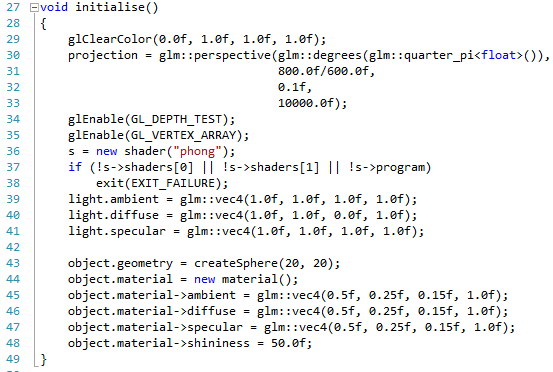 27 void initialise()
28 {
29 glClearColor(0.0f, 1.0f, 1.0f, 1.0f);
30 projection = glm::perspective(glm::degrees(glm::quarter_pi<float>()),
31 800.0f/600.0f,
32 0.1f,
33 10000.0f);
34 glEnable(GL_DEPTH_TEST);
35 glEnable(GL_VERTEX_ARRAY);
36 s = new shader("phong");
37 if (!s->shaders[0] || !s->shaders[1] || !s->program)
38 exit(EXIT_FAILURE);
39 light.ambient = glm::vec4(1.0f, 1.0f, 1.0f, 1.0f);
40 light.diffuse = glm::vec4(1.0f, 1.0f, 0.0f, 1.0f);
41 light.specular = glm::vec4(1.0f, 1.0f, 1.0f, 1.0f);
42
43 object.geometry = createSphere(20, 20);
44 object.material = new material();
45 object.material->ambient = glm::vec4(0.5f, 0.25f, 0.15f, 1.0f);
46 object.material->diffuse = glm::vec4(0.5f, 0.25f, 0.15f, 1.0f);
47 object.material->specular = glm::vec4(0.5f, 0.25f, 0.15f, 1.0f);
48 object.material->shininess = 50.0f;
49 }